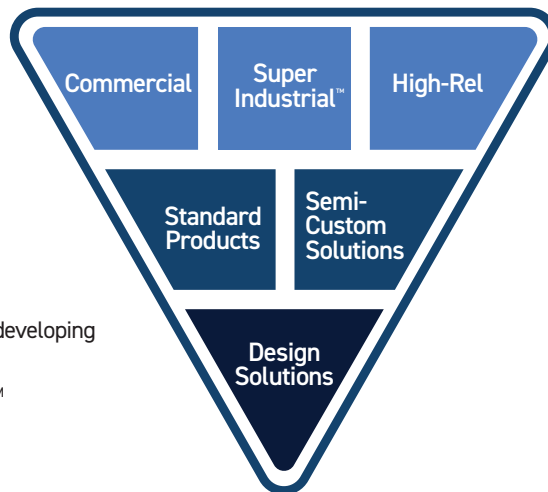 Commercial
Super
Industrial™
High-Rel
Standard
Products
Semi-
Custom
Solutions
developing
Design
Solutions